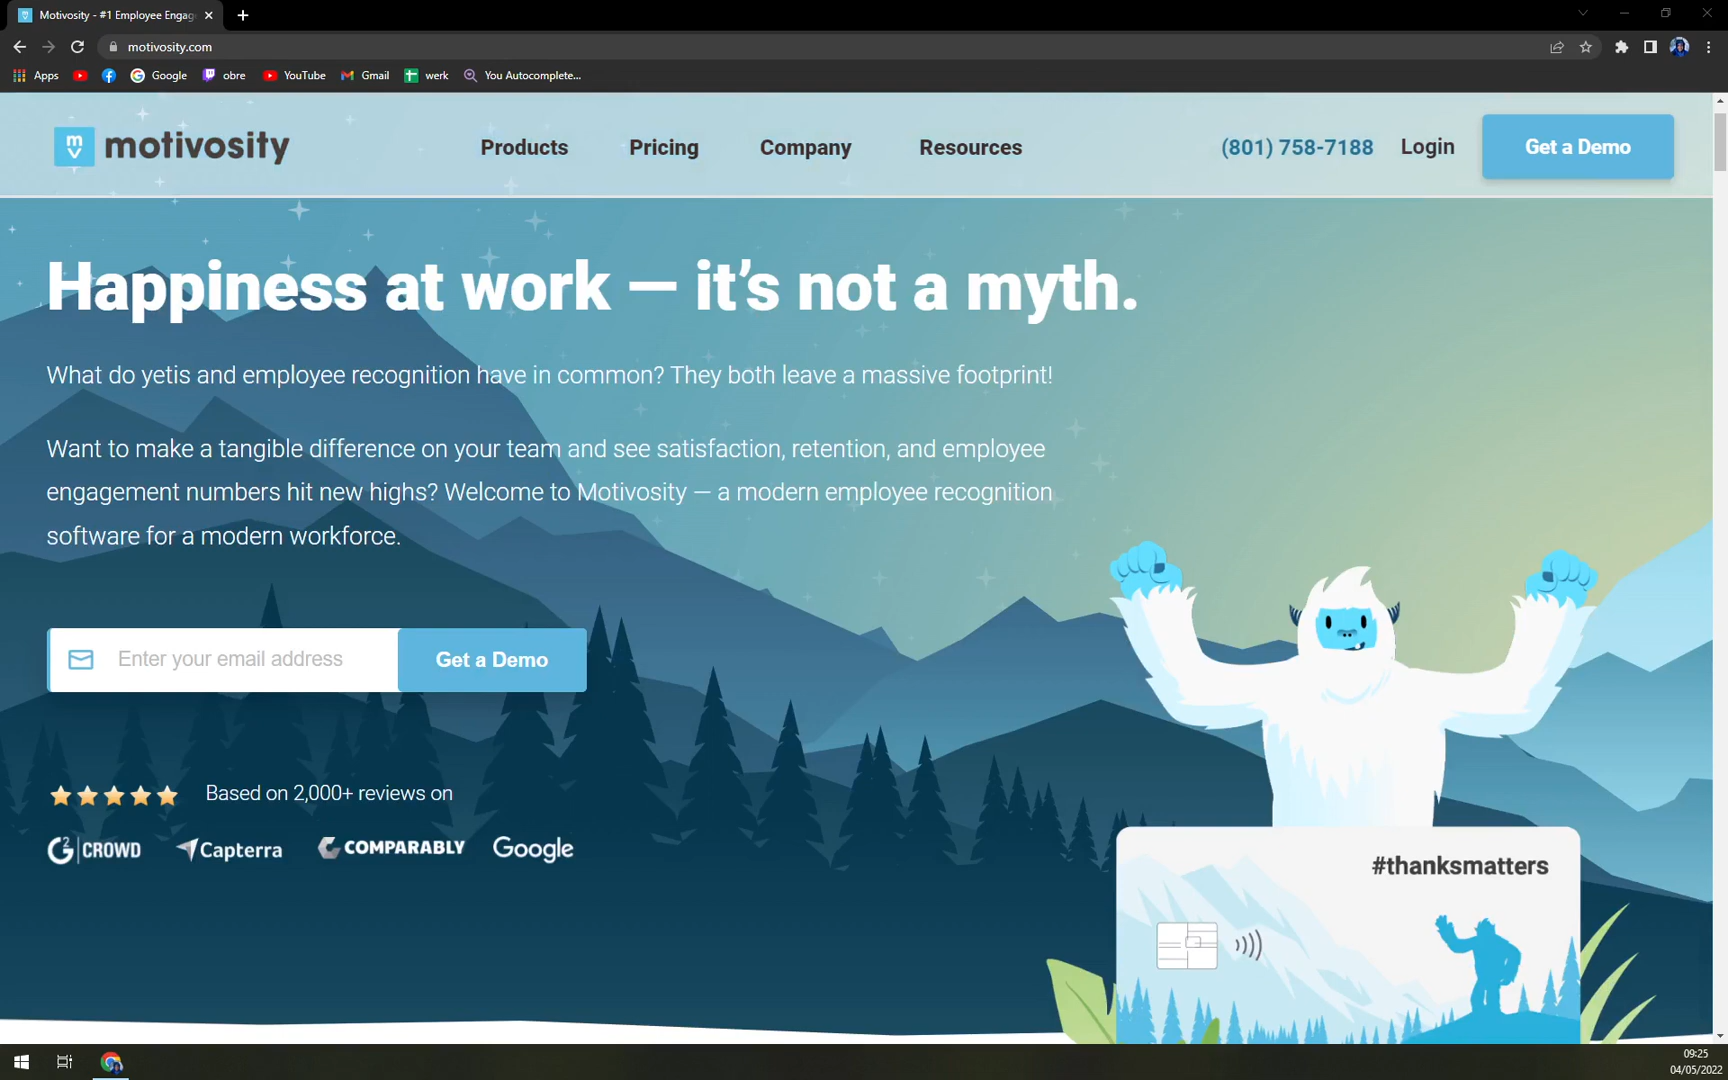 Motivosity - #1 Employee Engag
motivosity.com
Apps
Google
obre
YouTube
Gmail
werk
You Autocomplete...
mv motivosity
Products
Pricing
Company
Resources
(801) 758-7188
Login
Get a Demo
Happiness at work — it's not a myth.
What do yetis and employee recognition have in common? They both leave a massive footprint!
Want to make a tangible difference on your team and see satisfaction, retention, and employee
engagement numbers hit new highs? Welcome to Motivosity — a modern employee recognition
software for a modern workforce.
Enter your email address
Get a Demo
Based on 2,000+ reviews on
G2 | CROWD
Capterra
COMPARABLY
Google
#thanksmatters
09:25
04/05/2022